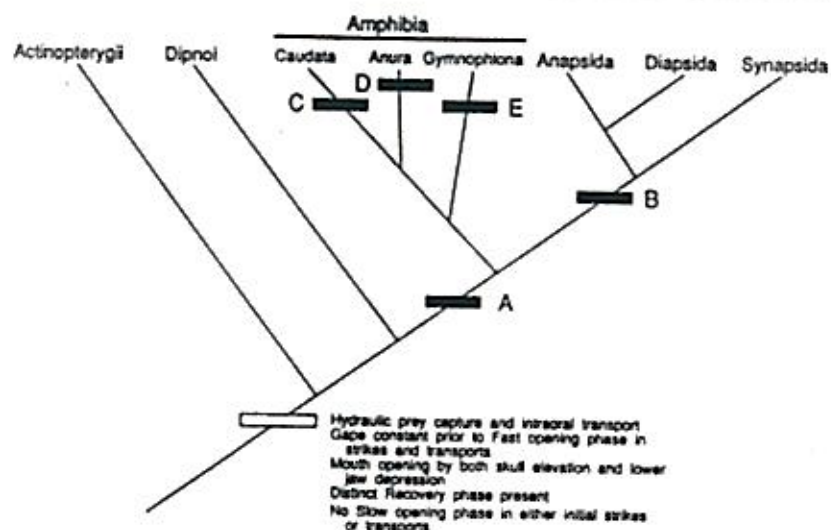 Amphibia
Actinopterygii Dipnoi Caudata Anura Gymnophiona Anapsida Diapsida Synapsida
D
C
E
B
A
Hydraulic prey capture and intraoral transport
Gape constant prior to Fast opening phase in
strikes and transports
Mouth opening by both skull elevation and lower
jaw depression
Distinct Recovery phase present
No Slow opening phase in either initial strikes
or transports